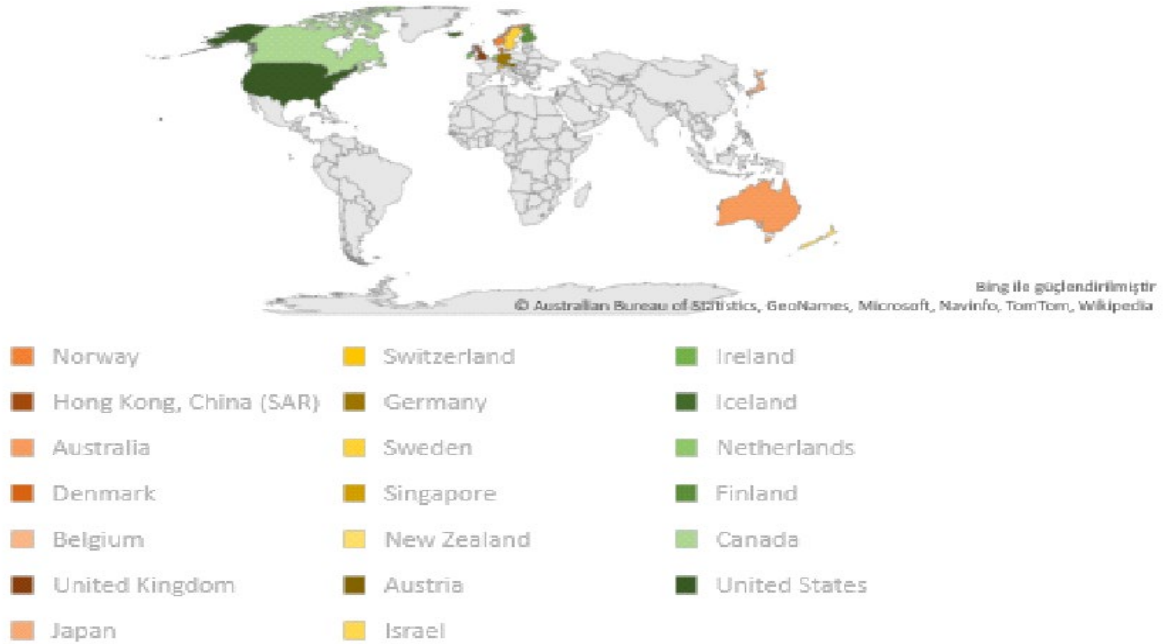 Bing ile güçlendirilmiştir
© Australian Bureau of Statistics, GeoNames, Microsoft, Navinfo, TomTom, Wikipedia
Norway Switzerland Ireland
Hong Kong, China (SAR) Germany Iceland
Australia Sweden Netherlands
Denmark Singapore Finland
Belgium New Zealand Canada
United Kingdom Austria United States
Japan Israel